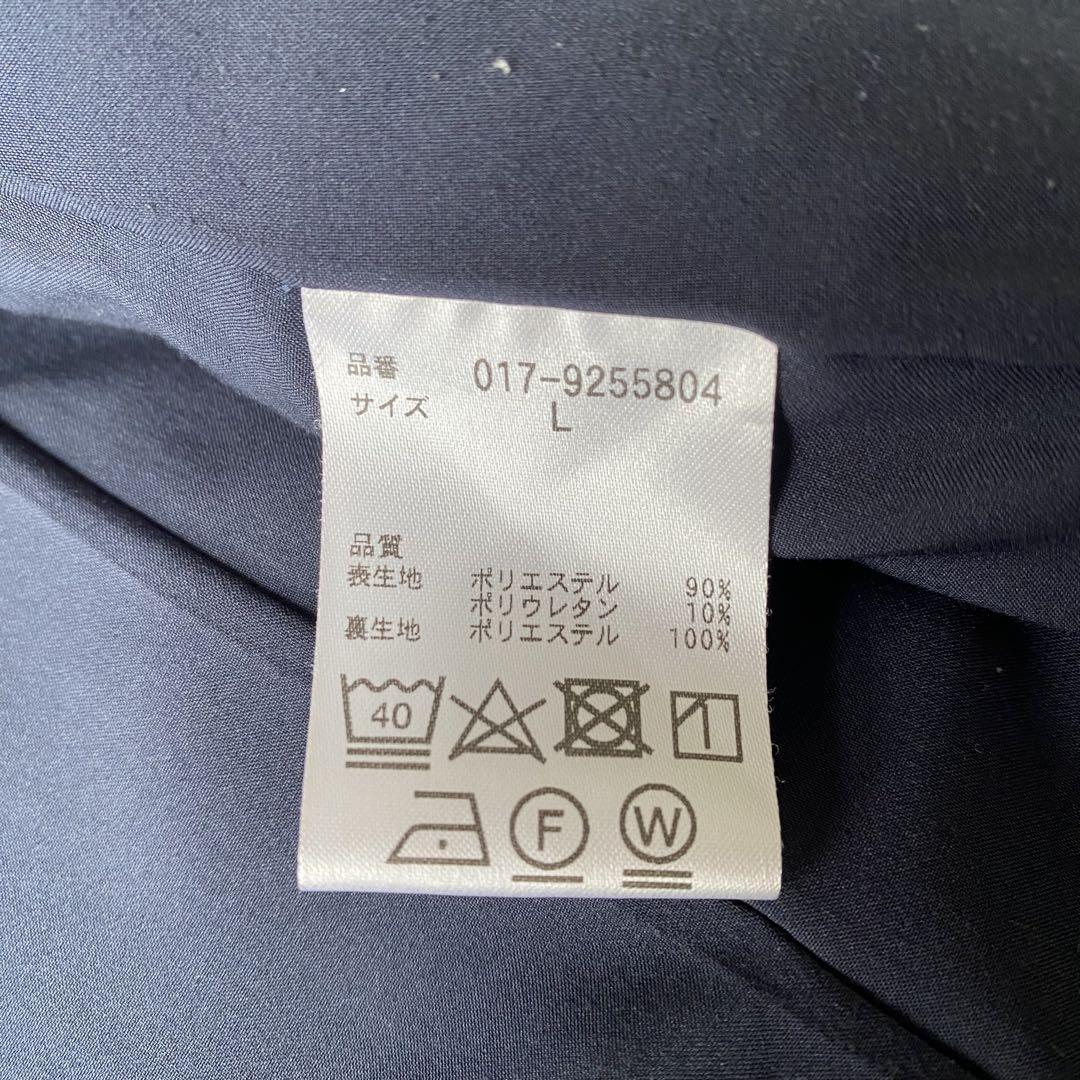 品番 017-9255804
サイズ L
品質
表生地 ポリエステル 90%
ポリウレタン 10%
裏生地 ポリエステル 100%
40
F W